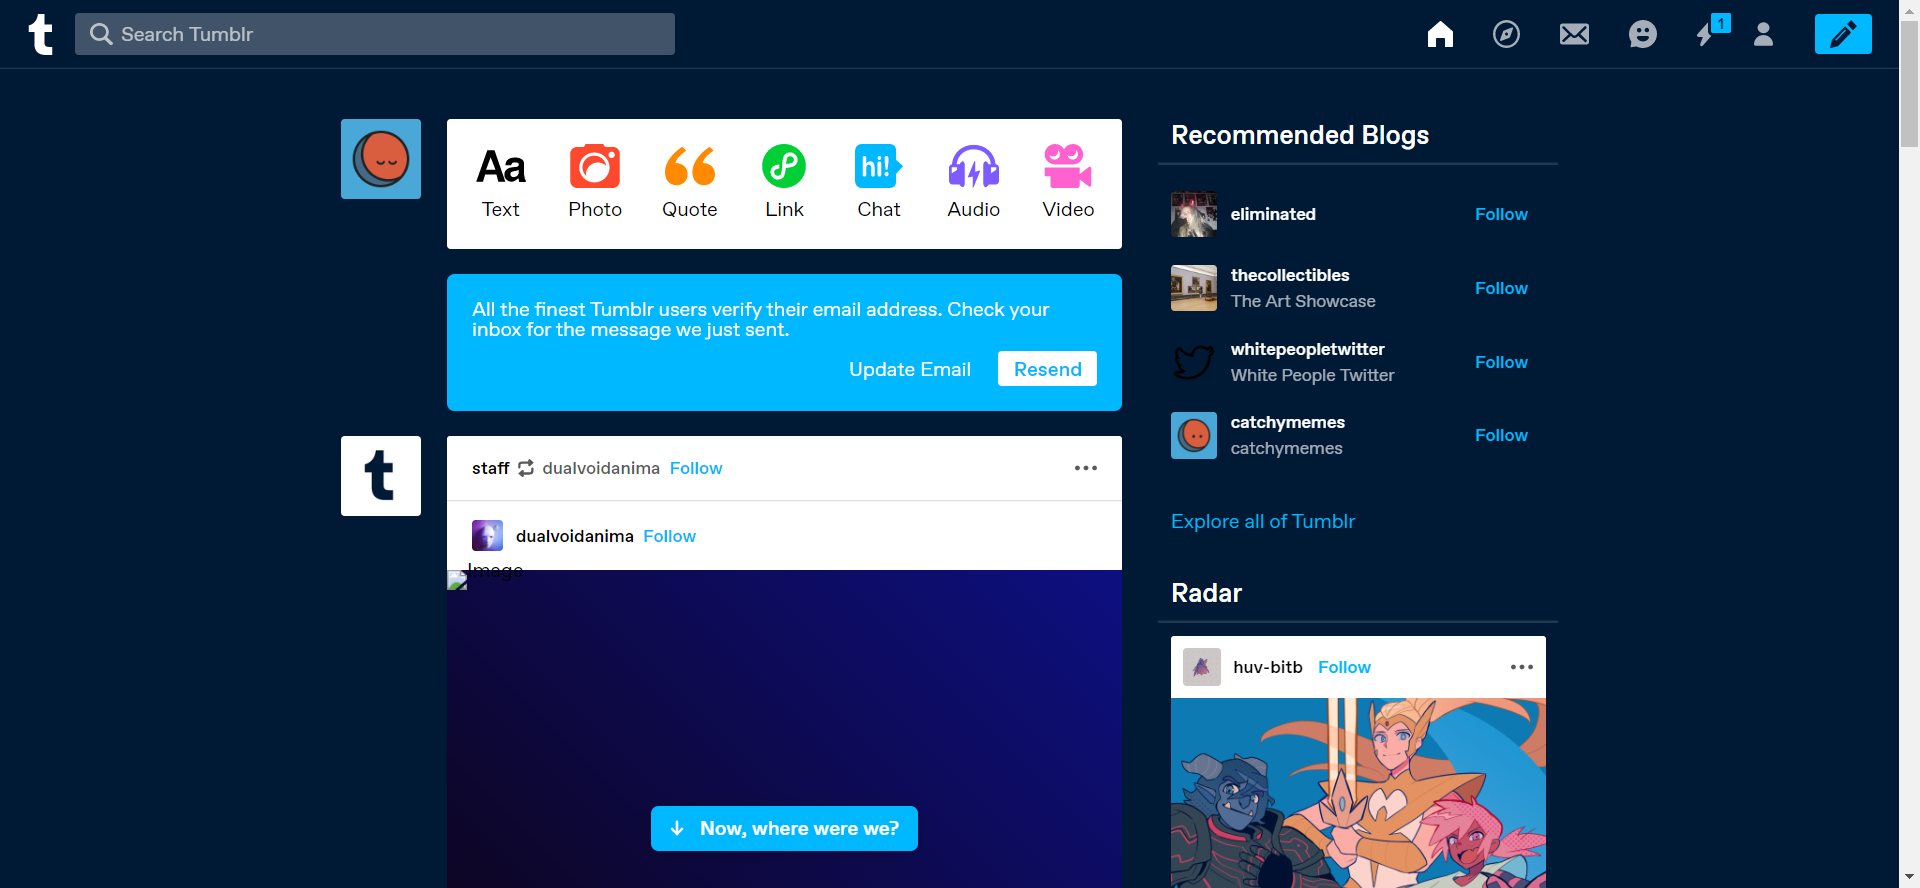 t
Search Tumblr
1
Aa
Text
Photo
Quote
Link
hi!
Chat
Audio
Video
All the finest Tumblr users verify their email address. Check your
inbox for the message we just sent.
Update Email
Resend
t
staff dualvoidanima Follow
dualvoidanima Follow
Image
Now, where were we?
Recommended Blogs
eliminated
Follow
thecollectibles
The Art Showcase
Follow
whitepeopletwitter
White People Twitter
Follow
catchymemes
catchymemes
Follow
Explore all of Tumblr
Radar
huv-bitb Follow